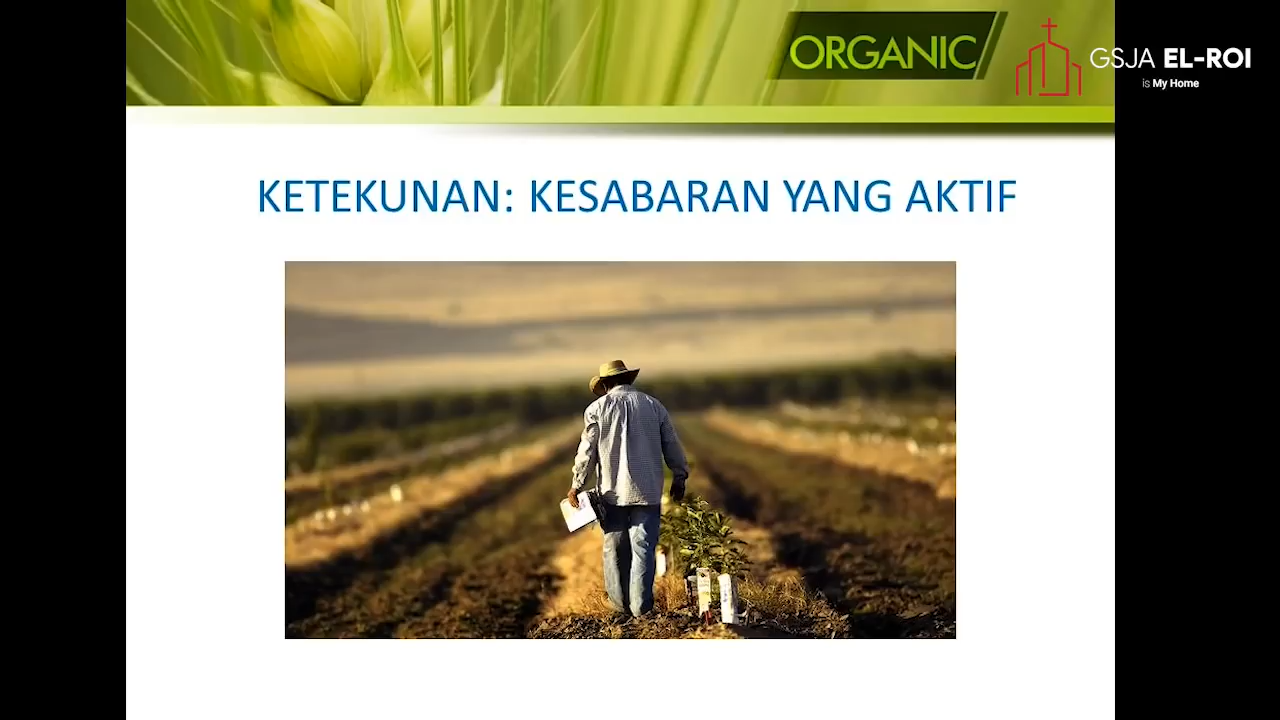 ORGANIC
GSJA EL-ROI
is My Home
KETEKUNAN: KESABARAN YANG AKTIF